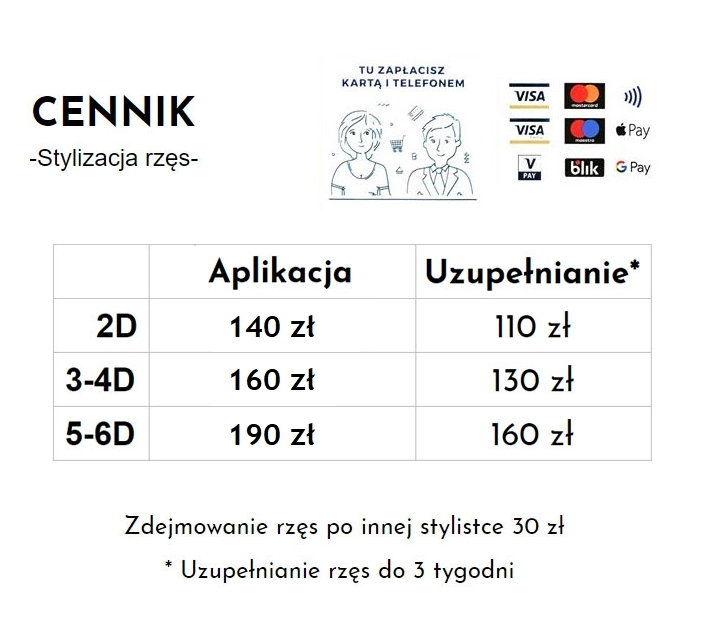 TU ZAPŁACISZ
KARTĄ I TELEFONEM
CENNIK
-Stylizacja rzęs-
VISA mastercard
VISA maestro Pay
V PAY blik G Pay
Aplikacja Uzupełnianie*
2D 140 zł 110 zł
3-4D 160 zł 130 zł
5-6D 190 zł 160 zł
Zdejmowanie rzęs po innej stylistce 30 zł
* Uzupełnianie rzęs do 3 tygodni